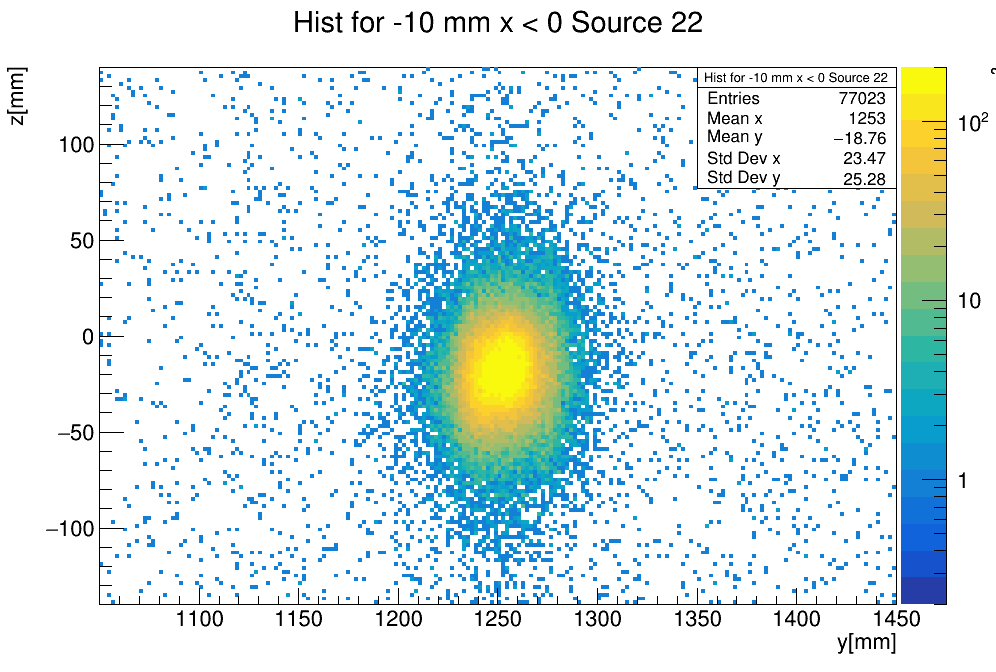 Hist for -10 mm x < 0 Source 22
z[mm]
Hist for -10 mm x < 0 Source 22
Entries 77023
Mean x 1253
Mean y −18.76
Std Dev x 23.47
Std Dev y 25.28
100
50
0
−50
−100
10²
10
1
1100 1150 1200 1250 1300 1350 1400 1450
y[mm]